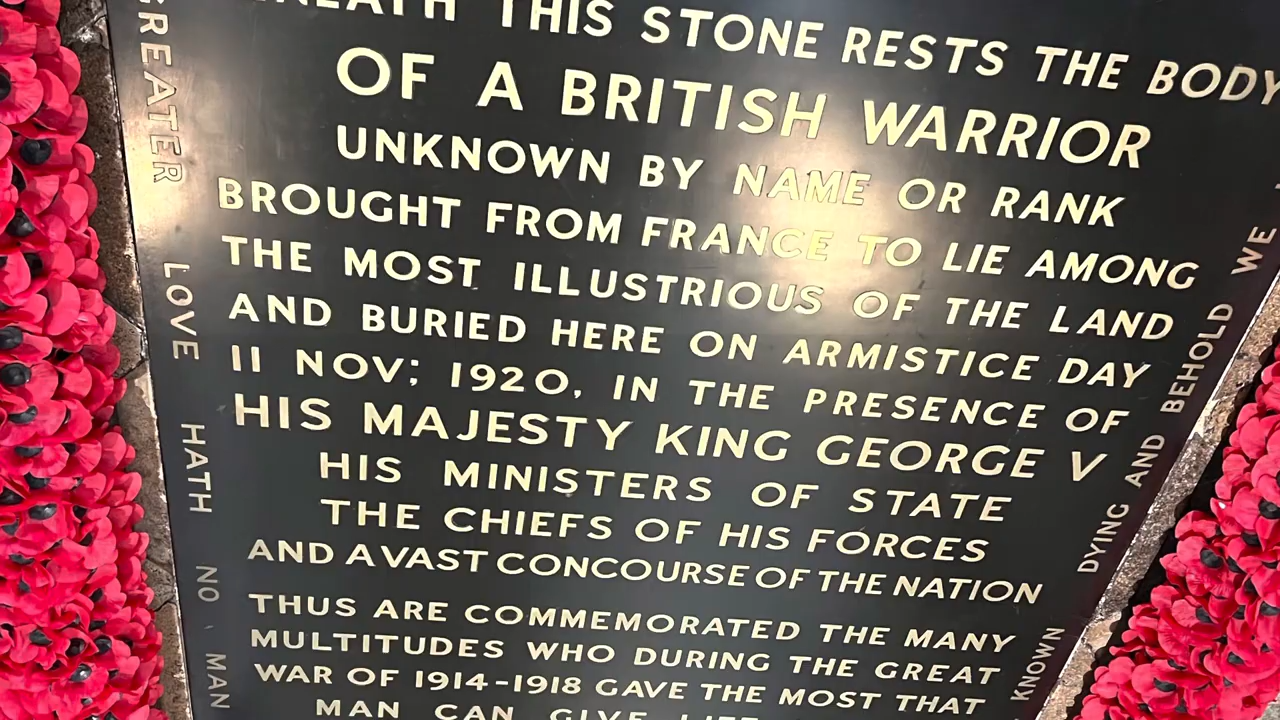 THIS STONE RESTS THE BODY
OF A BRITISH WARRIOR
UNKNOWN BY NAME OR RANK
BROUGHT FROM FRANCE TO LIE AMONG
THE MOST ILLUSTRIOUS OF THE LAND
AND BURIED HERE ON ARMISTICE DAY
11 NOV; 1920, IN THE PRESENCE OF
HIS MAJESTY KING GEORGE V
HIS MINISTERS OF STATE
THE CHIEFS OF HIS FORCES
AND A VAST CONCOURSE OF THE NATION
THUS ARE COMMEMORATED THE MANY
MULTITUDES WHO DURING THE GREAT
WAR OF 1914-1918 GAVE THE MOST THAT
MAN CAN GIVE LIFE
GREATER LOVE HATH NO MAN
KNOWN DYING AND BEHOLD WE